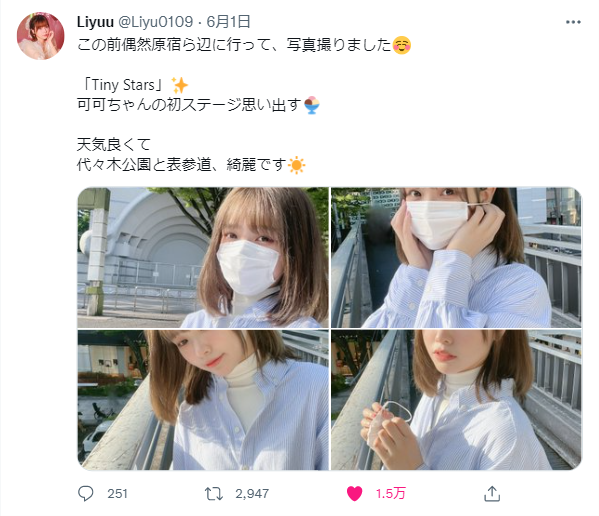 Liyuu @Liyu0109 · 6月1日
この前偶然原宿ら辺に行って、写真撮りました☺️
「Tiny Stars」✨
可可ちゃんの初ステージ思い出す🍨
天気良くて
代々木公園と表参道、綺麗です☀️
251 2,947 1.5万